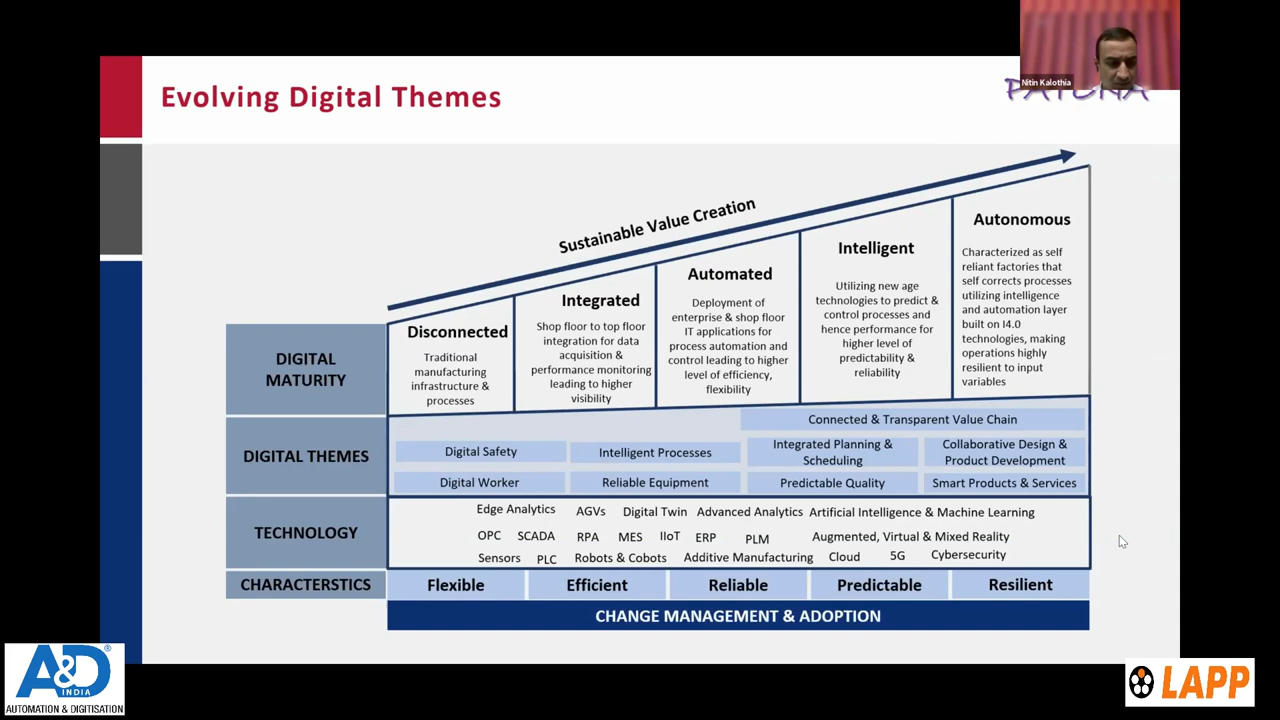 Nitin Kalothia
Evolving Digital Themes
Sustainable Value Creation
DIGITAL
MATURITY
Disconnected
Traditional
manufacturing
infrastructure &
processes
Integrated
Shop floor to top floor
integration for data
acquisition &
performance monitoring
leading to higher
visibility
Automated
Deployment of
enterprise & shop floor
IT applications for
process automation and
control leading to higher
level of efficiency,
flexibility
Intelligent
Utilizing new age
technologies to predict &
control processes and
hence performance for
higher level of
predictability &
reliability
Autonomous
Characterized as self
reliant factories that
self corrects processes
utilizing intelligence
and automation layer
built on I4.0
technologies, making
operations highly
resilient to input
variables
DIGITAL THEMES
Connected & Transparent Value Chain
Digital Safety
Intelligent Processes
Integrated Planning &
Scheduling
Collaborative Design &
Product Development
Digital Worker
Reliable Equipment
Predictable Quality
Smart Products & Services
TECHNOLOGY
Edge Analytics AGVs Digital Twin Advanced Analytics Artificial Intelligence & Machine Learning
OPC SCADA RPA MES IIoT ERP PLM Augmented, Virtual & Mixed Reality
Sensors PLC Robots & Cobots Additive Manufacturing Cloud 5G Cybersecurity
CHARACTERSTICS
Flexible
Efficient
Reliable
Predictable
Resilient
CHANGE MANAGEMENT & ADOPTION
A&D®
INDIA
AUTOMATION & DIGITISATION
LAPP